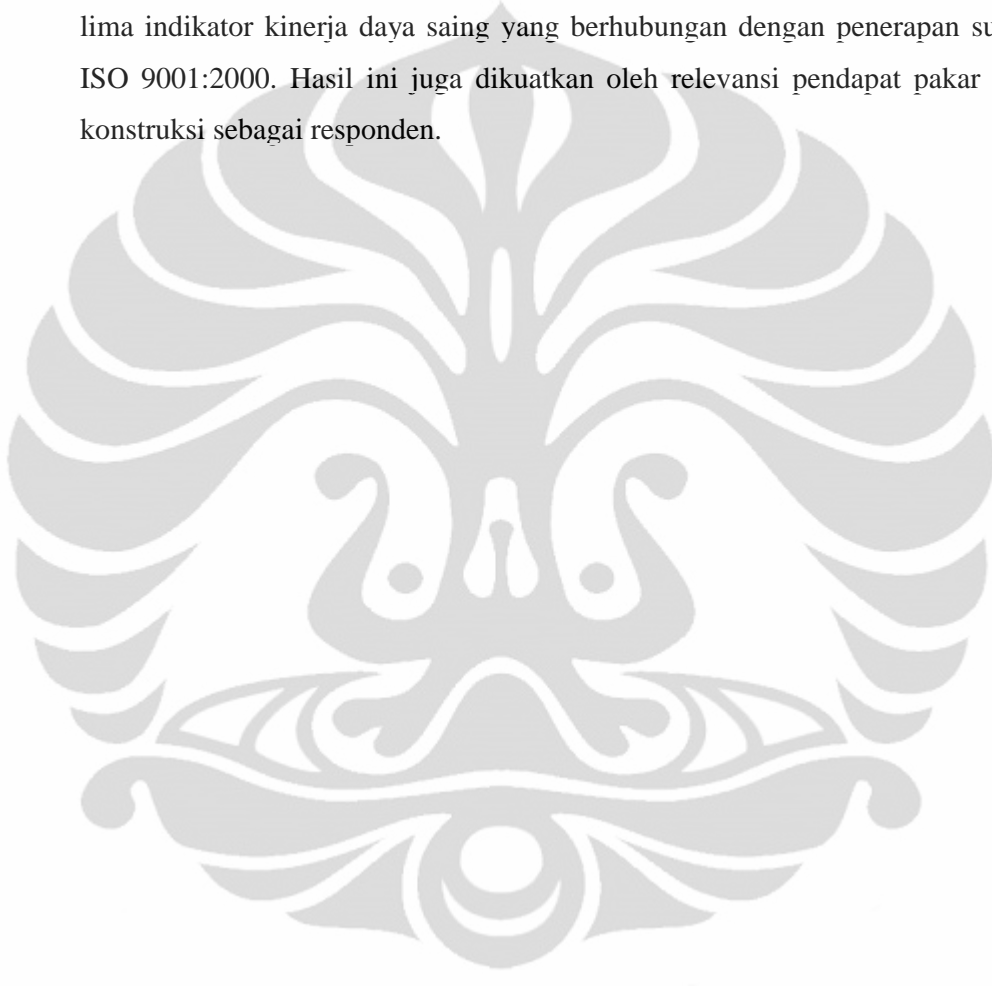 lima indikator kinerja daya saing yang berhubungan dengan penerapan su
ISO 9001:2000. Hasil ini juga dikuatkan oleh relevansi pendapat pakar
konstruksi sebagai responden.